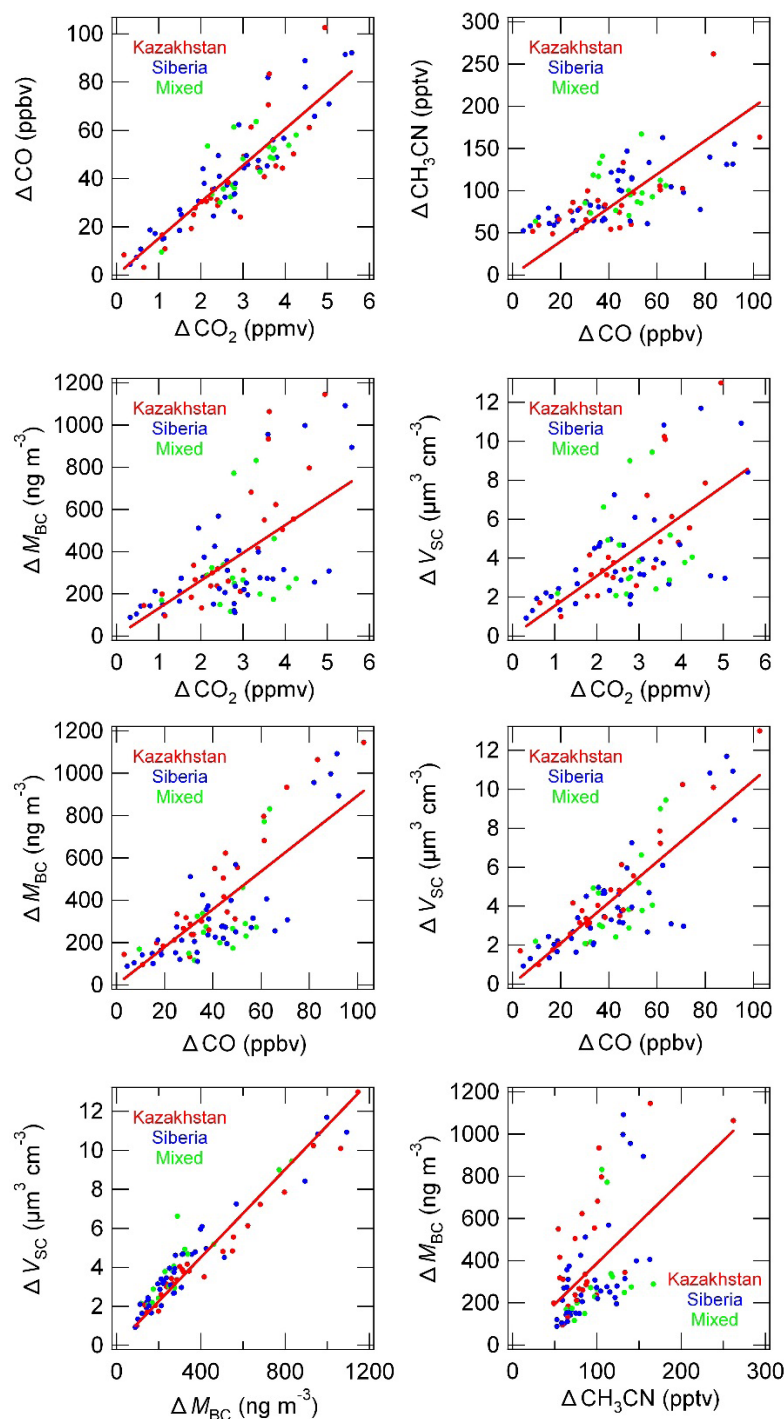 100
80
60
40
20
0
Δ CO (ppbv)
Kazakhstan
Siberia
Mixed
0 1 2 3 4 5 6
Δ CO₂ (ppmv)
300
250
200
150
100
50
0
Δ CH₃CN (pptv)
Kazakhstan
Siberia
Mixed
0 20 40 60 80 100
Δ CO (ppbv)
1200
1000
800
600
400
200
0
Δ M_BC (ng m⁻³)
Kazakhstan
Siberia
Mixed
0 1 2 3 4 5 6
Δ CO₂ (ppmv)
12
10
8
6
4
2
0
Δ V_SC (μm³ cm⁻³)
Kazakhstan
Siberia
Mixed
0 1 2 3 4 5 6
Δ CO₂ (ppmv)
1200
1000
800
600
400
200
0
Δ M_BC (ng m⁻³)
Kazakhstan
Siberia
Mixed
0 20 40 60 80 100
Δ CO (ppbv)
12
10
8
6
4
2
0
Δ V_SC (μm³ cm⁻³)
Kazakhstan
Siberia
Mixed
0 20 40 60 80 100
Δ CO (ppbv)
12
10
8
6
4
2
0
Δ V_SC (μm³ cm⁻³)
Kazakhstan
Siberia
Mixed
0 400 800 1200
Δ M_BC (ng m⁻³)
1200
1000
800
600
400
200
0
Δ M_BC (ng m⁻³)
Kazakhstan
Siberia
Mixed
0 100 200 300
Δ CH₃CN (pptv)